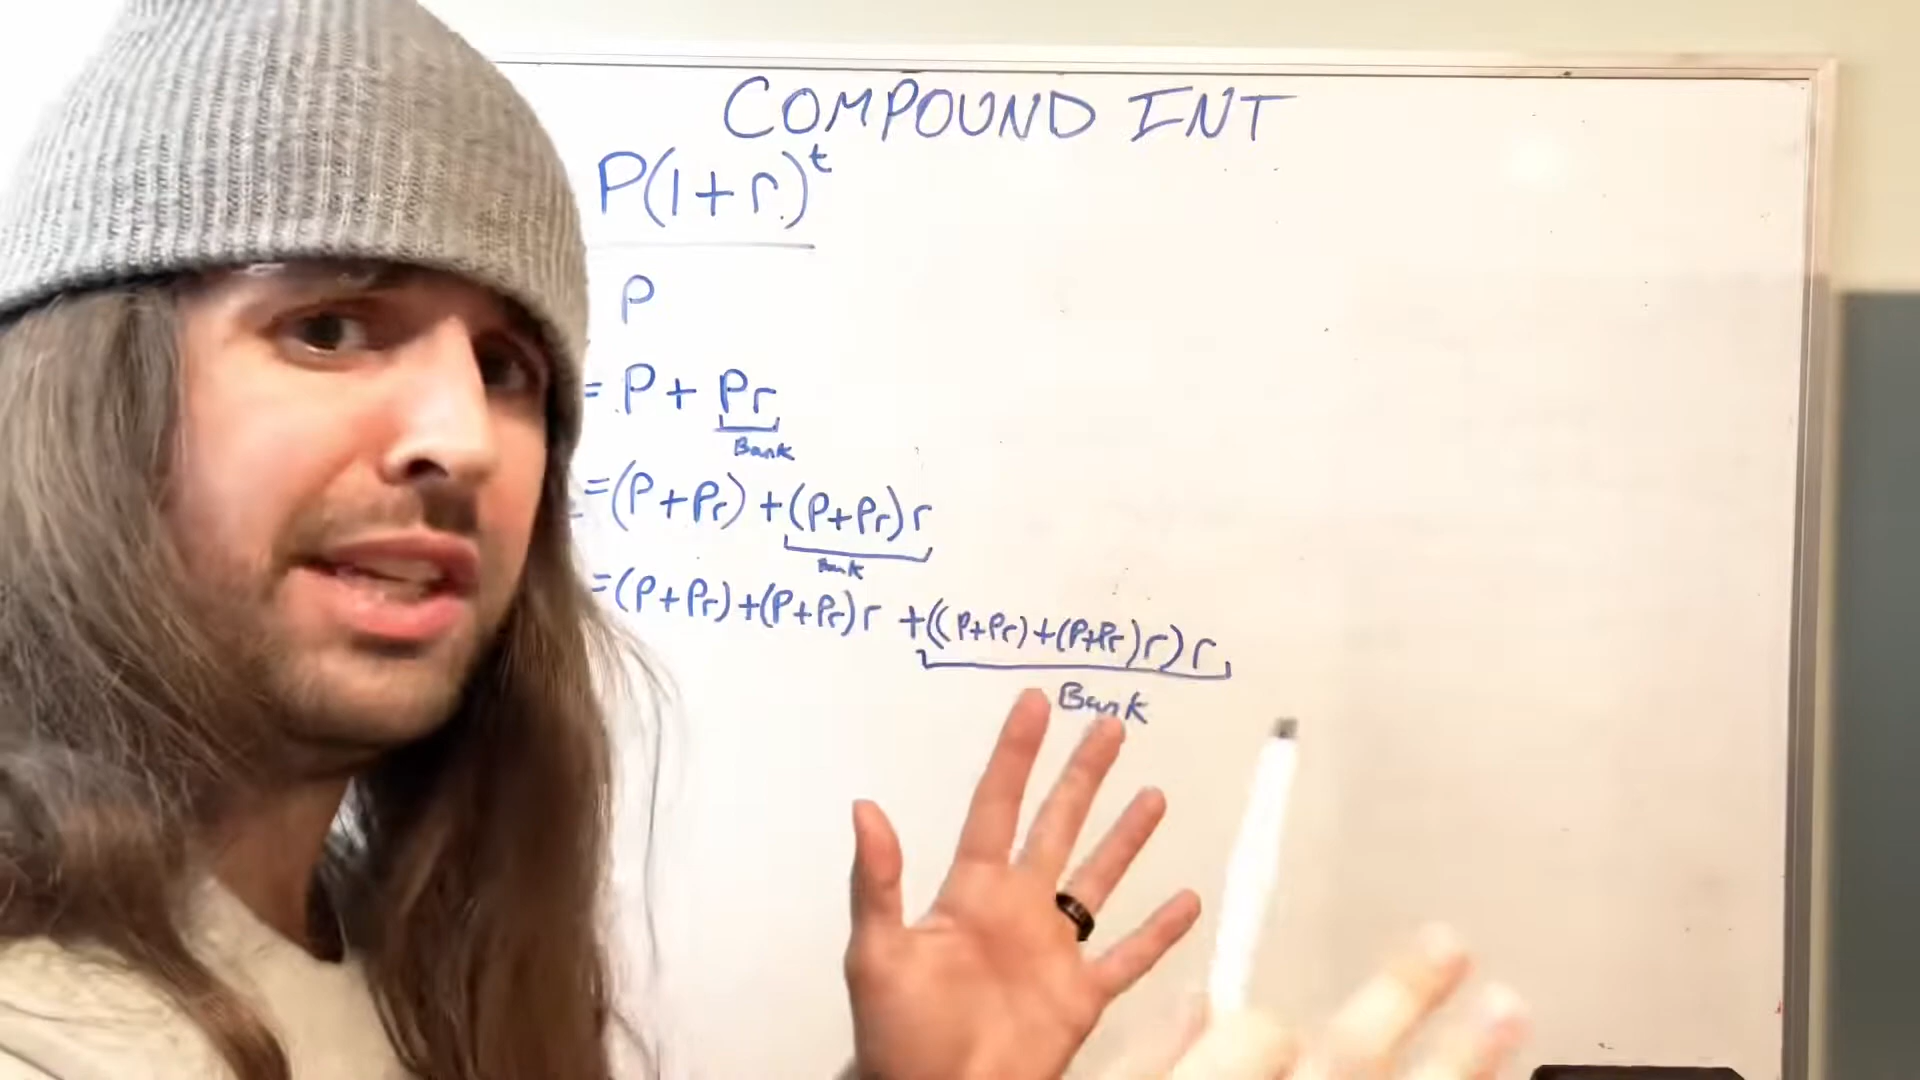 COMPOUND INT
P(1+r)^t
P
= P + Pr
Bank
=(P+Pr) +(P+Pr)r
Bank
=(P+Pr)+(P+Pr)r +((P+Pr)+(P+Pr)r)r
Bank